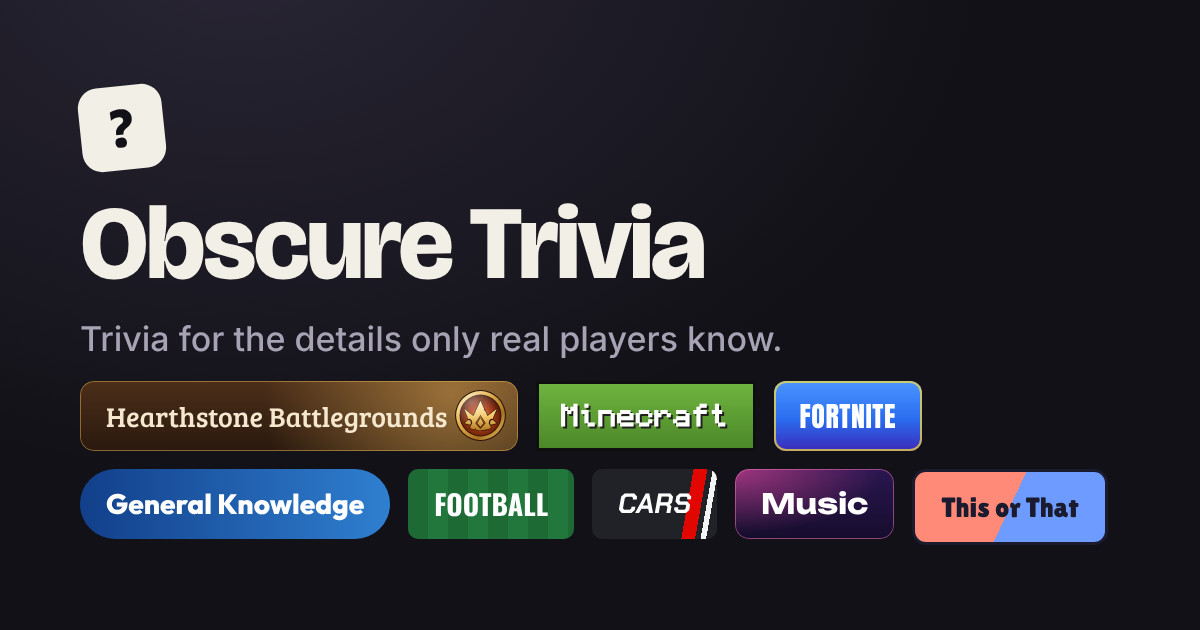 ?
Obscure Trivia
Trivia for the details only real players know.
Hearthstone Battlegrounds Minecraft FORTNITE
General Knowledge FOOTBALL CARS Music This or That